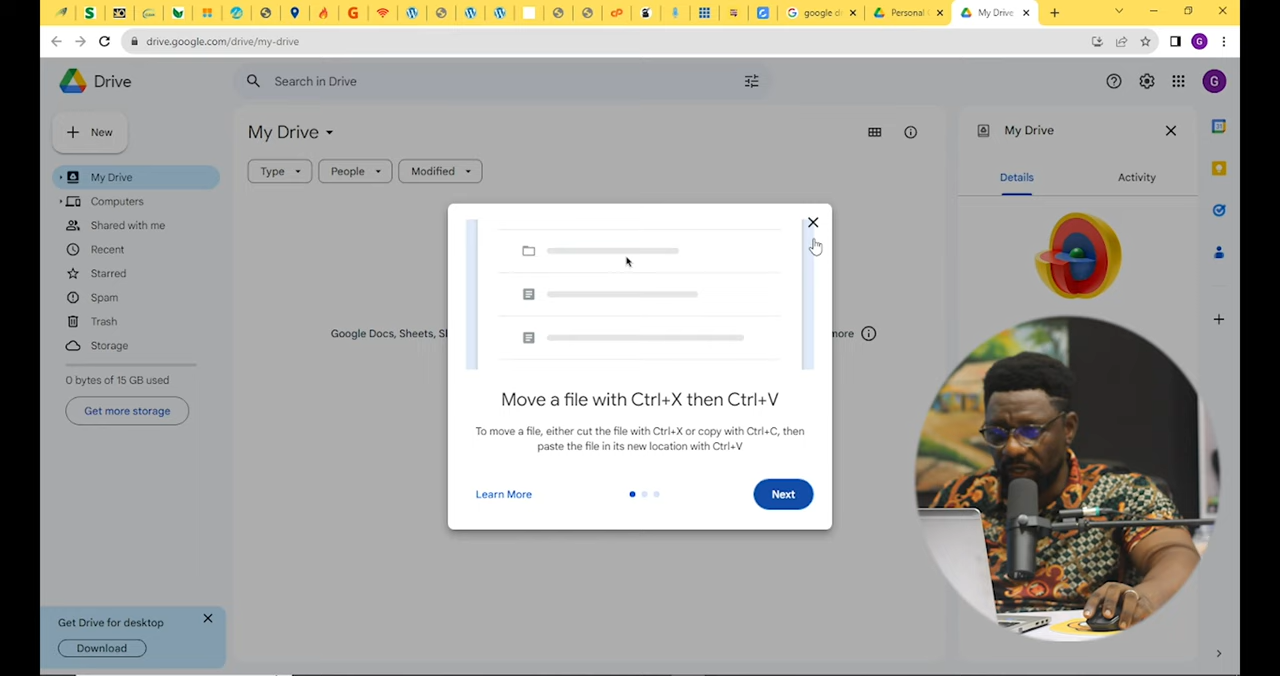 google d
Personal
My Drive
drive.google.com/drive/my-drive
G
Drive
Search in Drive
G
New
My Drive
Type
People
Modified
My Drive
Details
Activity
My Drive
Computers
Shared with me
Recent
Starred
Spam
Trash
Storage
0 bytes of 15 GB used
Get more storage
Google Docs, Sheets, Sl
more
Move a file with Ctrl+X then Ctrl+V
To move a file, either cut the file with Ctrl+X or copy with Ctrl+C, then
paste the file in its new location with Ctrl+V
Learn More
Next
Get Drive for desktop
Download